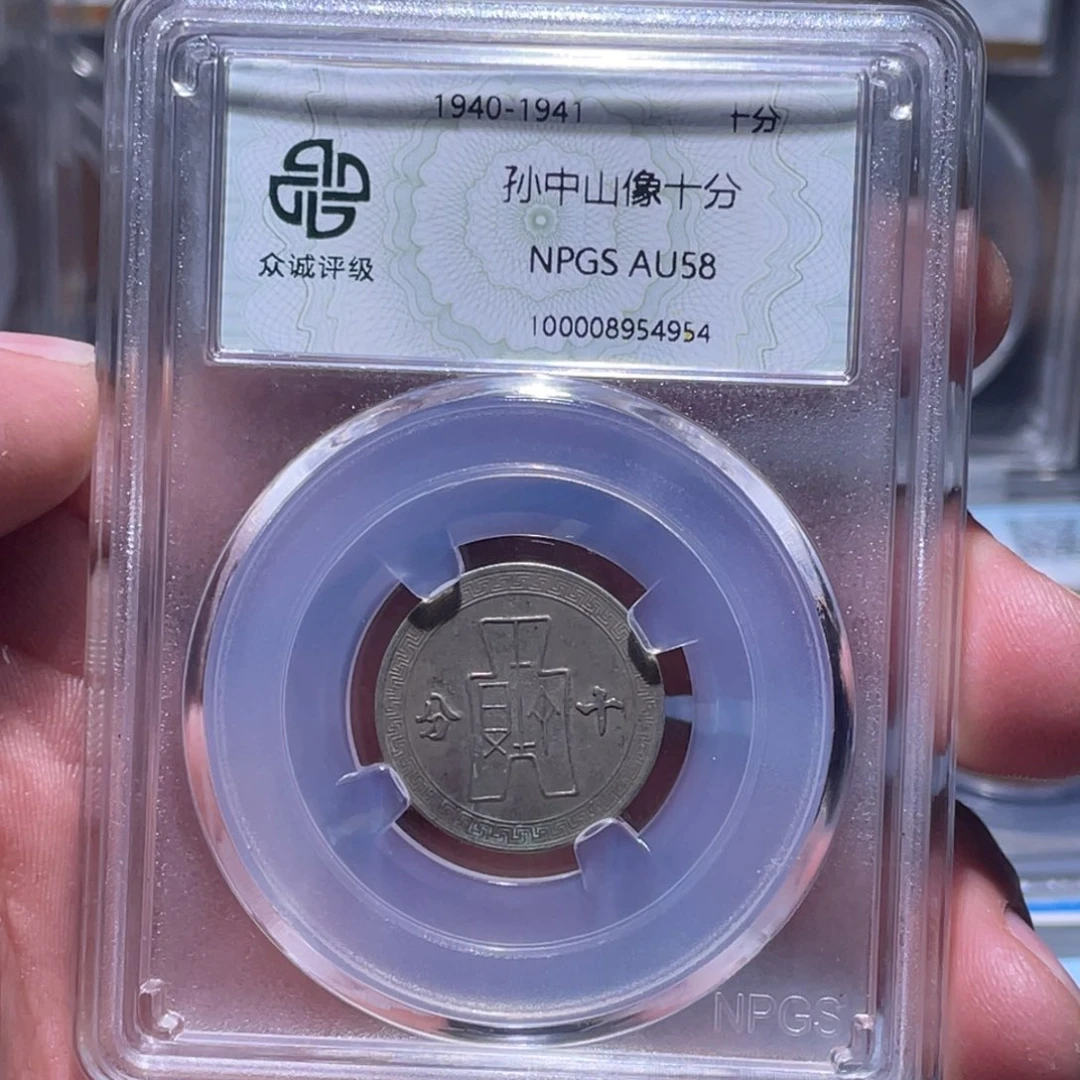 1940-1941 十分
孙中山像十分
众诚评级
NPGS AU58
100008954954
分 十
NPGS